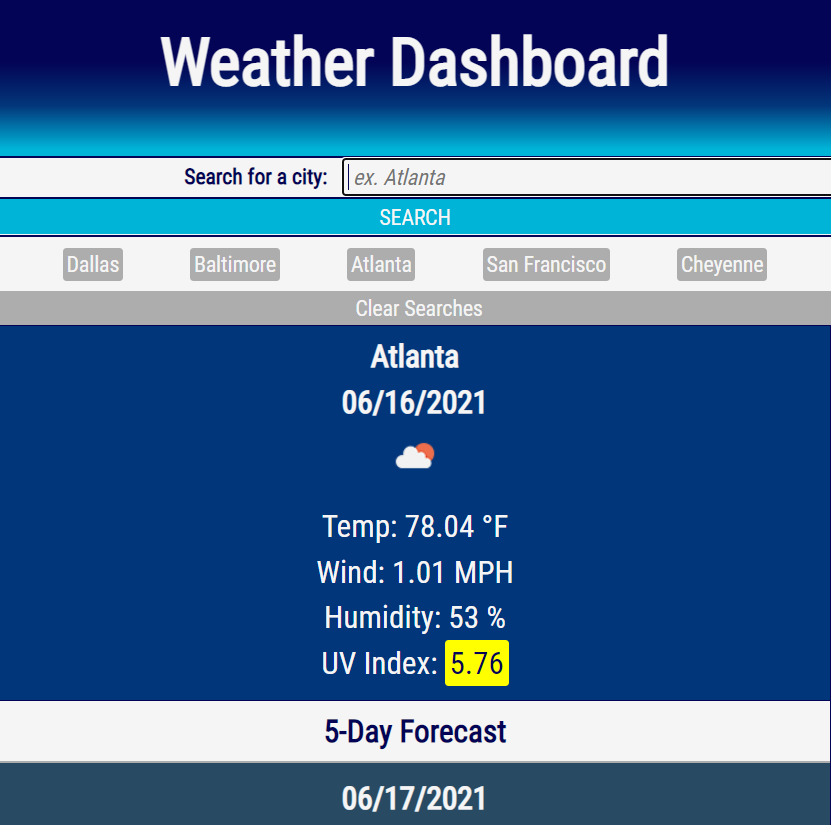 Weather Dashboard
Search for a city: ex. Atlanta
SEARCH
Dallas Baltimore Atlanta San Francisco Cheyenne
Clear Searches
Atlanta
06/16/2021
Temp: 78.04 °F
Wind: 1.01 MPH
Humidity: 53 %
UV Index: 5.76
5-Day Forecast
06/17/2021